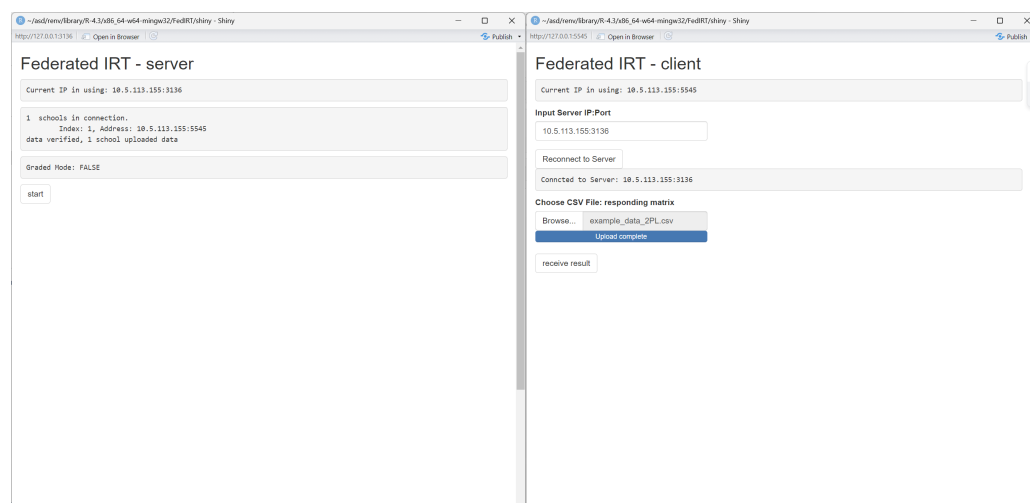 ~/asd/renv/library/R-4.3/x86_64-w64-mingw32/FedIRT/shiny - Shiny
http://127.0.0.1:3136 Open in Browser Publish
Federated IRT - server
Current IP in using: 10.5.113.155:3136
1 schools in connection.
Index: 1, Address: 10.5.113.155:5545
data verified, 1 school uploaded data
Graded Mode: FALSE
start
~/asd/renv/library/R-4.3/x86_64-w64-mingw32/FedIRT/shiny - Shiny
http://127.0.0.1:5545 Open in Browser Publish
Federated IRT - client
Current IP in using: 10.5.113.155:5545
Input Server IP:Port
10.5.113.155:3136
Reconnect to Server
Conncted to Server: 10.5.113.155:3136
Choose CSV File: responding matrix
Browse... example_data_2PL.csv
Upload complete
receive result